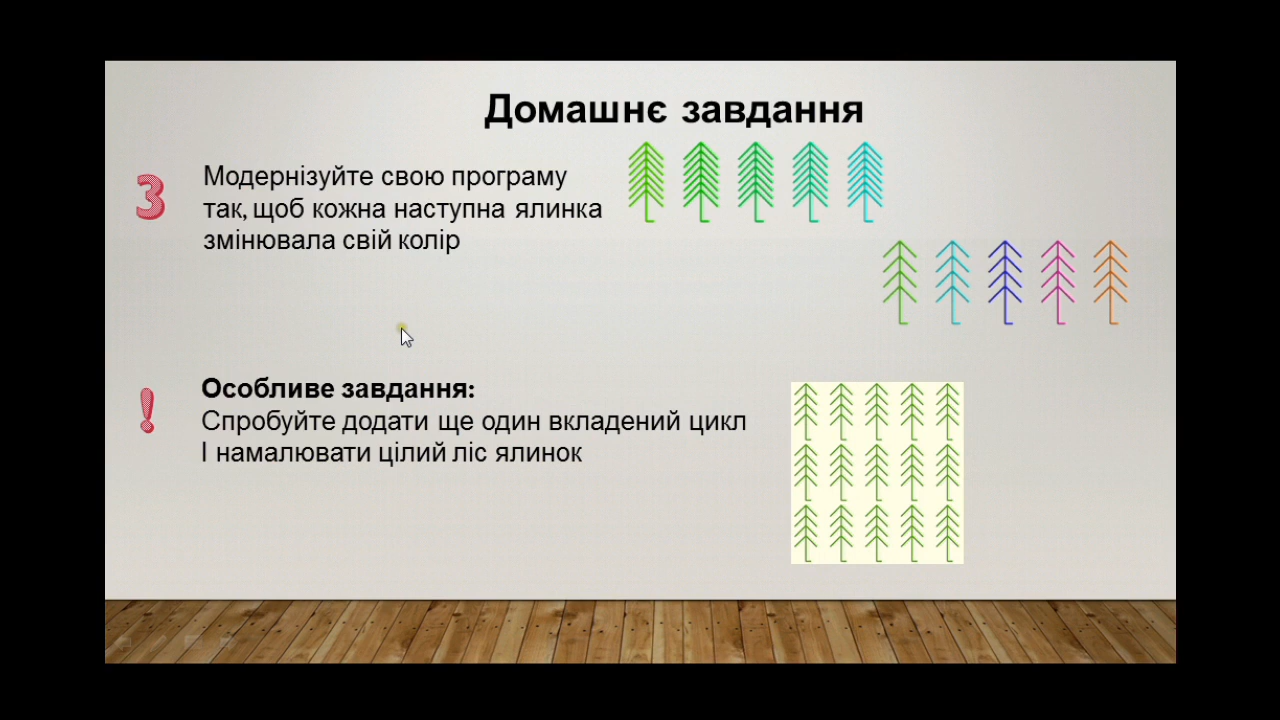 Домашнє завдання
3
Модернізуйте свою програму
так, щоб кожна наступна ялинка
змінювала свій колір
!
Особливе завдання:
Спробуйте додати ще один вкладений цикл
І намалювати цілий ліс ялинок